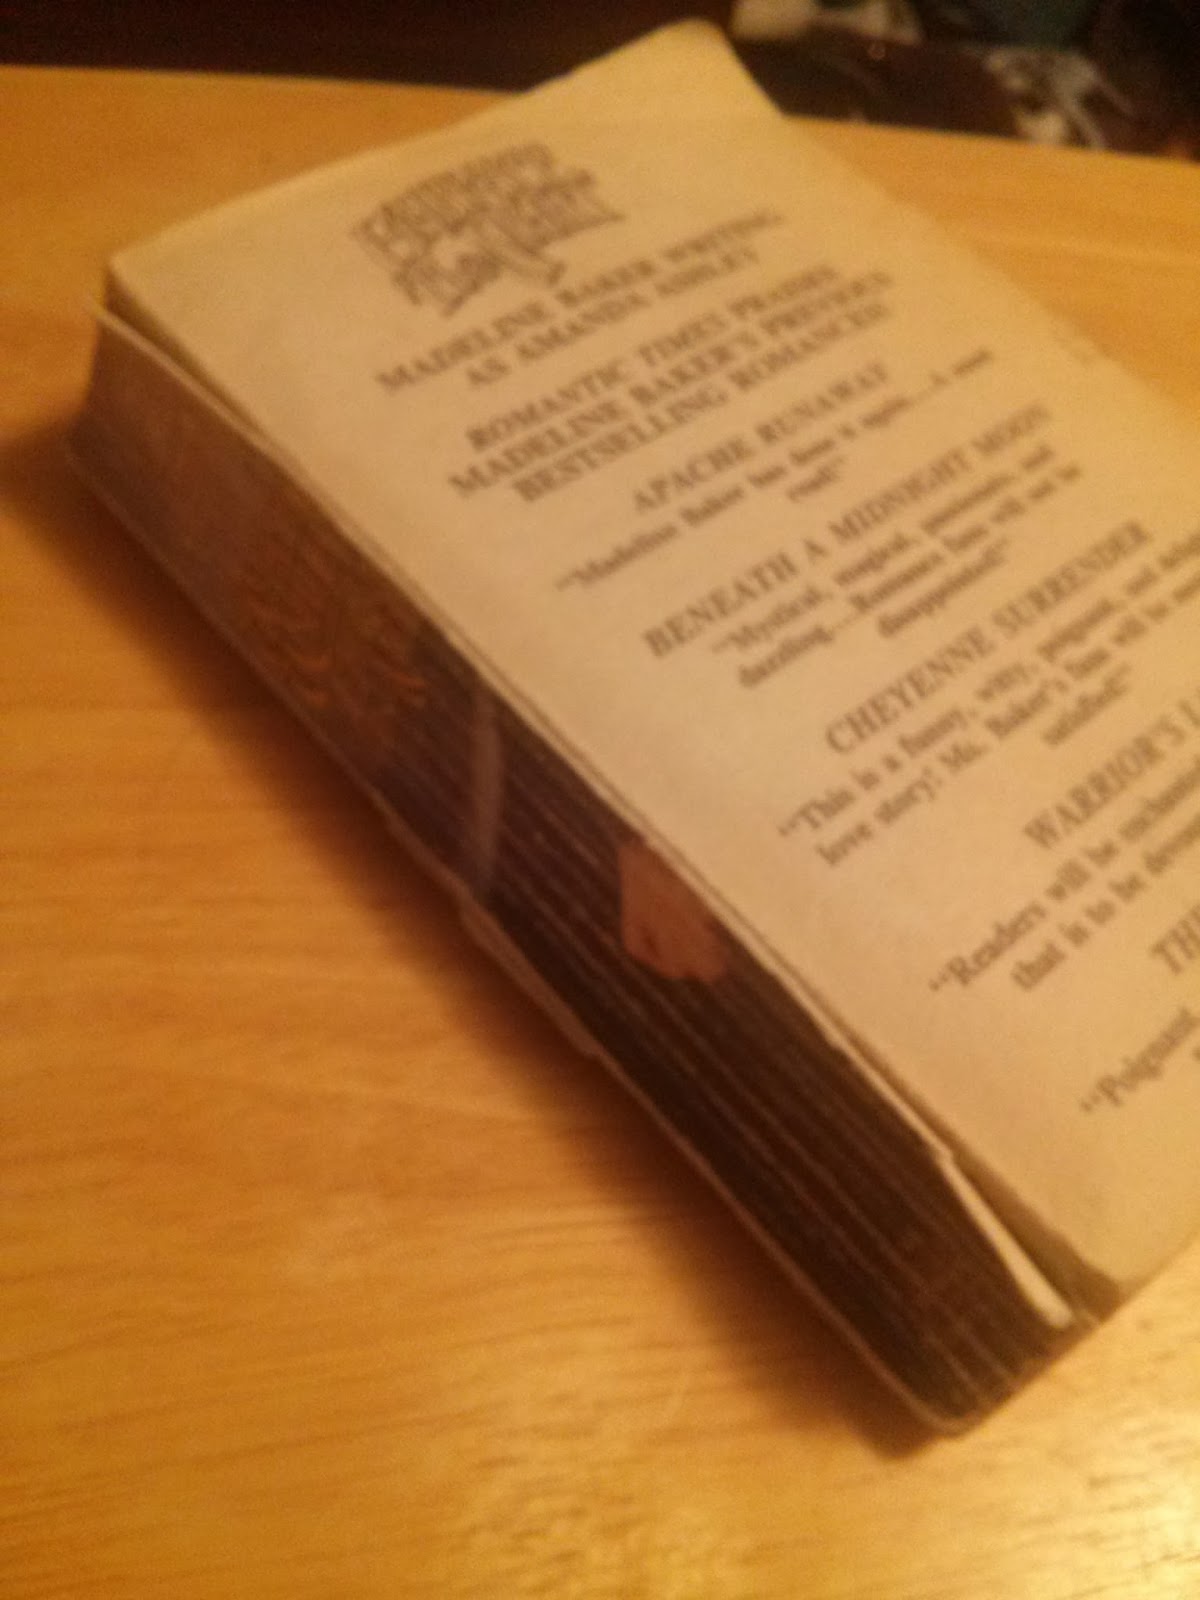 MADELINE BAKER WRITING
AS AMANDA ASHLEY
ROMANTIC TIMES PRAISES
MADELINE BAKER'S PREVIOUS
BESTSELLING ROMANCES!
APACHE RUNAWAY
"Madeline Baker has done it again....A must
read!"
BENEATH A MIDNIGHT MOON
"Mystical, magical, and
dazzling...Romance fans will not be
disappointed!"
CHEYENNE SURRENDER
"This is a funny, witty, poignant, and
love story! Ms. Baker's fans will be
satisfied!"
WARRIOR'S
"Readers will be enchanted
that is to be
"Poignant,